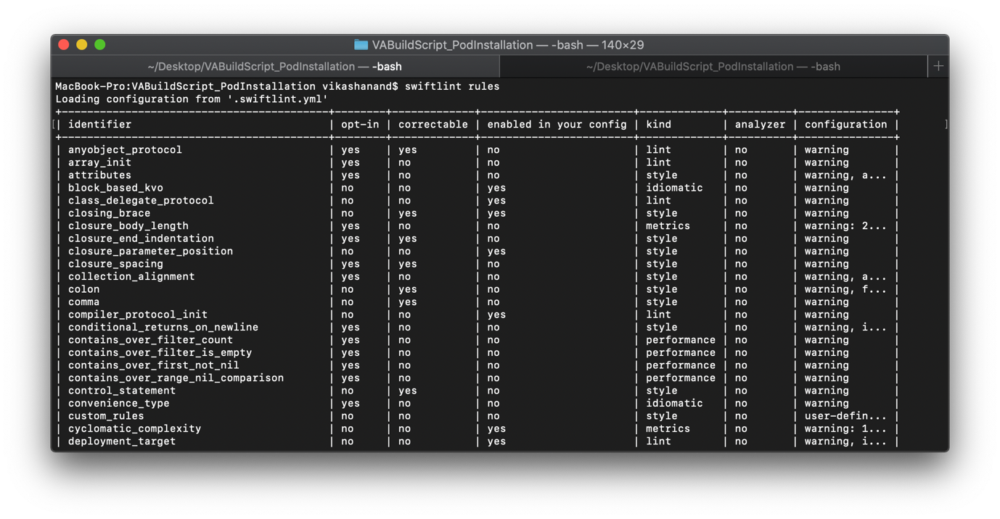 VABuildScript_PodInstallation — -bash — 140×29
~/Desktop/VABuildScript_PodInstallation — -bash ~/Desktop/VABuildScript_PodInstallation — -bash +
MacBook-Pro:VABuildScript_PodInstallation vikashanand$ swiftlint rules
Loading configuration from '.swiftlint.yml'
+------------------------------------------+--------+-------------+------------------------+-------------+----------+---------------+
[| identifier | opt-in | correctable | enabled in your config | kind | analyzer | configuration | ]
+------------------------------------------+--------+-------------+------------------------+-------------+----------+---------------+
| anyobject_protocol | yes | yes | no | lint | no | warning |
| array_init | yes | no | no | lint | no | warning |
| attributes | yes | no | no | style | no | warning, a... |
| block_based_kvo | no | no | yes | idiomatic | no | warning |
| class_delegate_protocol | no | no | yes | lint | no | warning |
| closing_brace | no | yes | yes | style | no | warning |
| closure_body_length | yes | no | no | metrics | no | warning: 2... |
| closure_end_indentation | yes | yes | no | style | no | warning |
| closure_parameter_position | no | no | yes | style | no | warning |
| closure_spacing | yes | yes | no | style | no | warning |
| collection_alignment | yes | no | no | style | no | warning, a... |
| colon | no | yes | no | style | no | warning, f... |
| comma | no | yes | no | style | no | warning |
| compiler_protocol_init | no | no | yes | lint | no | warning |
| conditional_returns_on_newline | yes | no | no | style | no | warning, i... |
| contains_over_filter_count | yes | no | no | performance | no | warning |
| contains_over_filter_is_empty | yes | no | no | performance | no | warning |
| contains_over_first_not_nil | yes | no | no | performance | no | warning |
| contains_over_range_nil_comparison | yes | no | no | performance | no | warning |
| control_statement | no | yes | no | style | no | warning |
| convenience_type | yes | no | no | idiomatic | no | warning |
| custom_rules | no | no | no | style | no | user-defin... |
| cyclomatic_complexity | no | no | yes | metrics | no | warning: 1... |
| deployment_target | no | no | yes | lint | no | warning, i... |